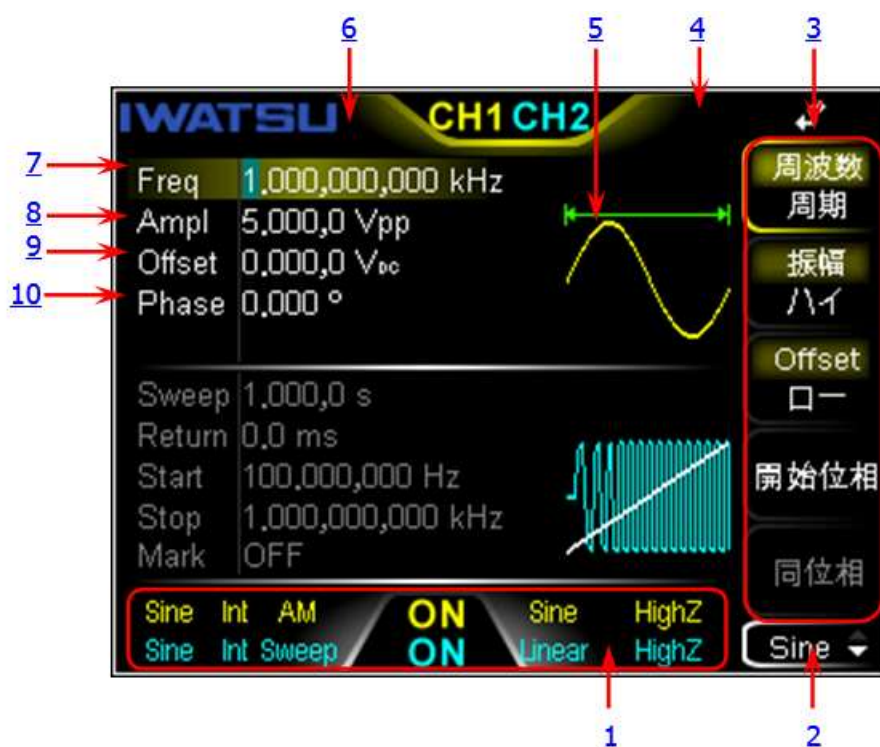 6 5 4 3
IWATSU CH1 CH2
7 Freq 1.000,000,000 kHz
8 Ampl 5.000,0 Vpp
9 Offset 0.000,0 VDC
10 Phase 0.000 °
周波数
周期
振幅
ハイ
Offset
ロー
開始位相
同位相
Sweep 1.000,0 s
Return 0.0 ms
Start 100.000,000 Hz
Stop 1.000,000,000 kHz
Mark OFF
Sine Int AM ON Sine HighZ
Sine Int Sweep ON Linear HighZ
Sine
1 2